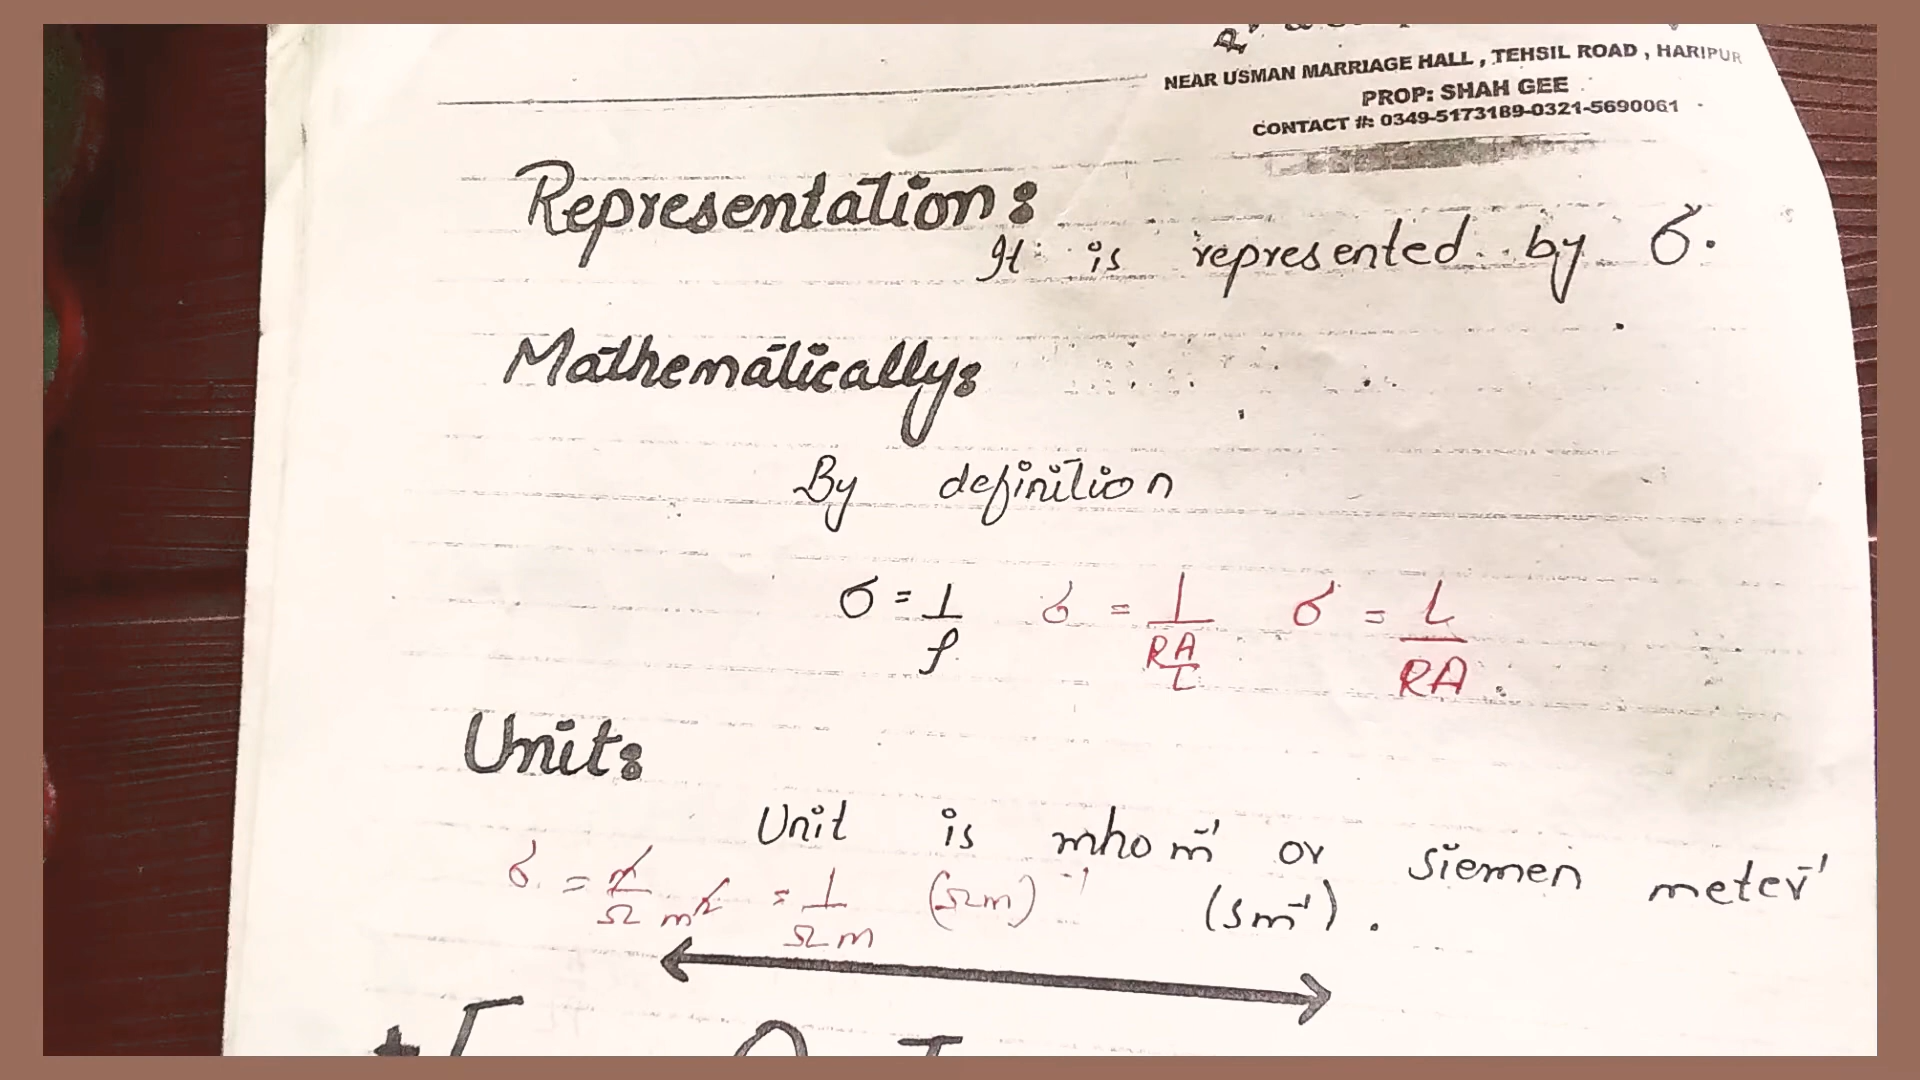 NEAR USMAN MARRIAGE HALL , TEHSIL ROAD , HARIPUR
PROP: SHAH GEE
CONTACT #: 0349-5173189-0321-5690061
Representation:
It is represented by σ.
Mathematically:
By definition
σ = 1/ρ σ = 1/(RA/L) σ = L/RA.
Unit:
Unit is mho m⁻¹ or siemen meter⁻¹
(Sm⁻¹).
σ = m/Ωm² = 1/Ωm (Ωm)⁻¹